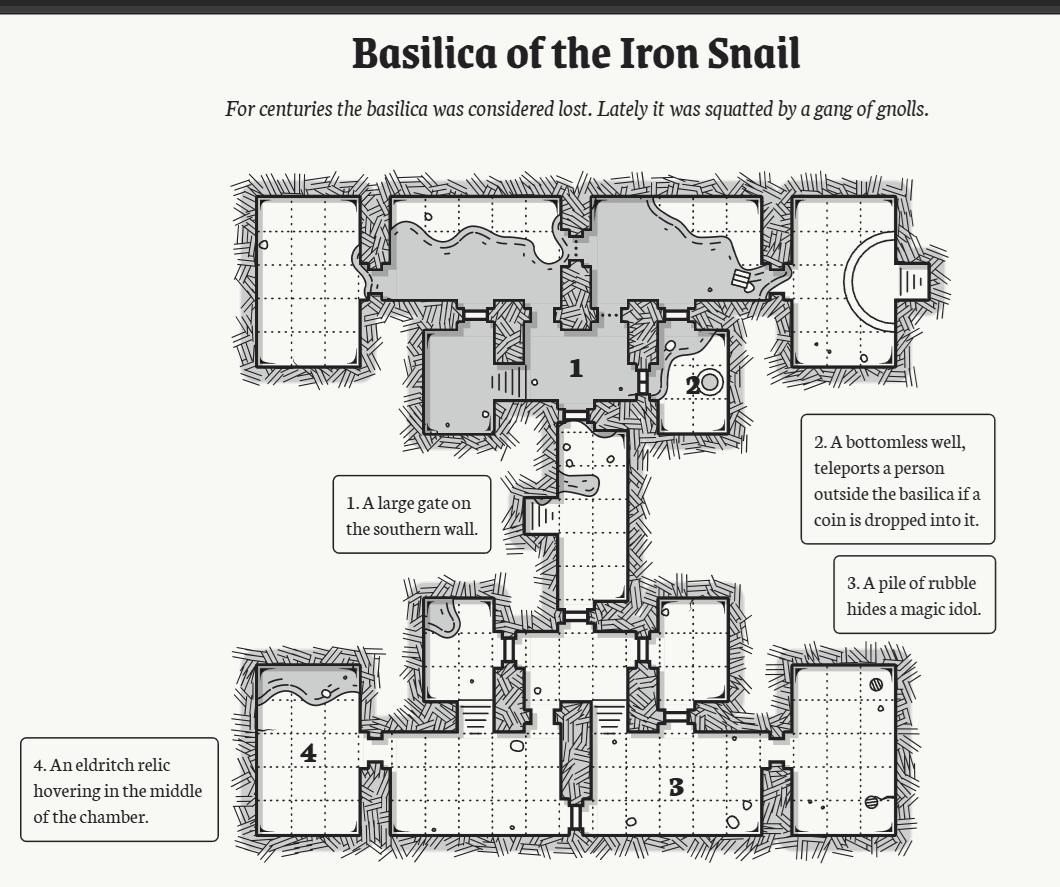 Basilica of the Iron Snail
For centuries the basilica was considered lost. Lately it was squatted by a gang of gnolls.
1
2
2. A bottomless well,
teleports a person
outside the basilica if a
coin is dropped into it.
1. A large gate on
the southern wall.
3. A pile of rubble
hides a magic idol.
4
3
4. An eldritch relic
hovering in the middle
of the chamber.